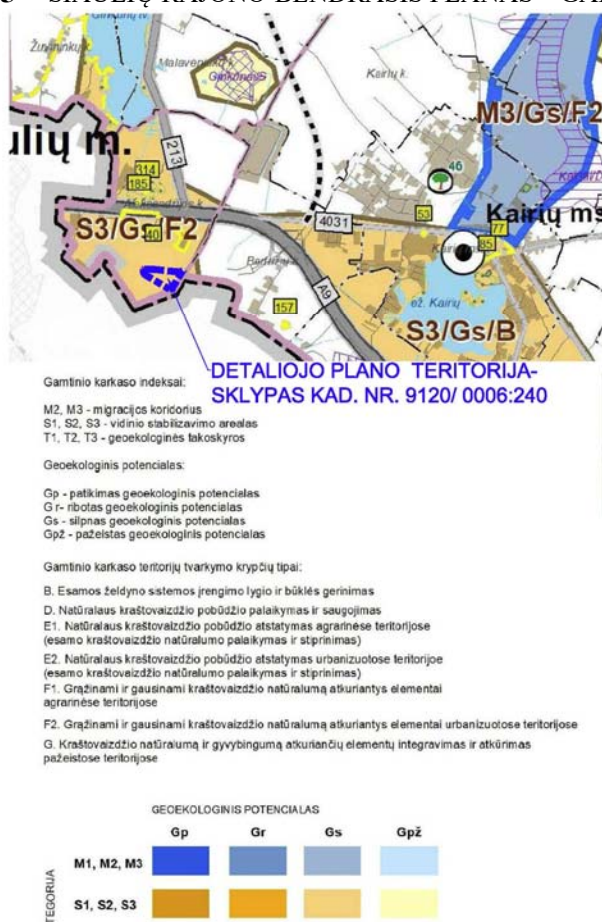 ŠIAULIŲ RAJONO BENDRASIS PLANAS
Žuvininkų k.
Ginkūnų tv.
Malavėnų k.
Ginkūnai S
Kairių k.
M3/Gs/F2
ulių m.
213
314
185
46
4031
53
Kairių ms
77
85
S3/Gs/F2
40
A9
157
ež. Kairių
S3/Gs/B
DETALIOJO PLANO TERITORIJA-
SKLYPAS KAD. NR. 9120/ 0006:240
Gamtinio karkaso indeksai:
M2, M3 - migracijos koridorius
S1, S2, S3 - vidinio stabilizavimo arealas
T1, T2, T3 - geoekologinės takoskyros
Geoekologinis potencialas:
Gp - patikimas geoekologinis potencialas
G r- ribotas geoekologinis potencialas
Gs - silpnas geoekologinis potencialas
Gpž - pažeistas geoekologinis potencialas
Gamtinio karkaso teritorijų tvarkymo krypčių tipai:
B. Esamos želdyno sistemos įrengimo lygio ir būklės gerinimas
D. Natūralaus kraštovaizdžio pobūdžio palaikymas ir saugojimas
E1. Natūralaus kraštovaizdžio pobūdžio atstatymas agrarinėse teritorijose
(esamo kraštovaizdžio natūralumo palaikymas ir stiprinimas)
E2. Natūralaus kraštovaizdžio pobūdžio atstatymas urbanizuotose teritorijoe
(esamo kraštovaizdžio natūralumo palaikymas ir stiprinimas)
F1. Grąžinami ir gausinami kraštovaizdžio natūralumą atkuriantys elementai
agrarinėse teritorijose
F2. Grąžinami ir gausinami kraštovaizdžio natūralumą atkuriantys elementai urbanizuotose teritorijose
G. Kraštovaizdžio natūralumą ir gyvybingumą atkuriančių elementų integravimas ir atkūrimas
pažeistose teritorijose
GEOEKOLOGINIS POTENCIALAS
Gp Gr Gs Gpž
M1, M2, M3
S1, S2, S3
TEGORIJA